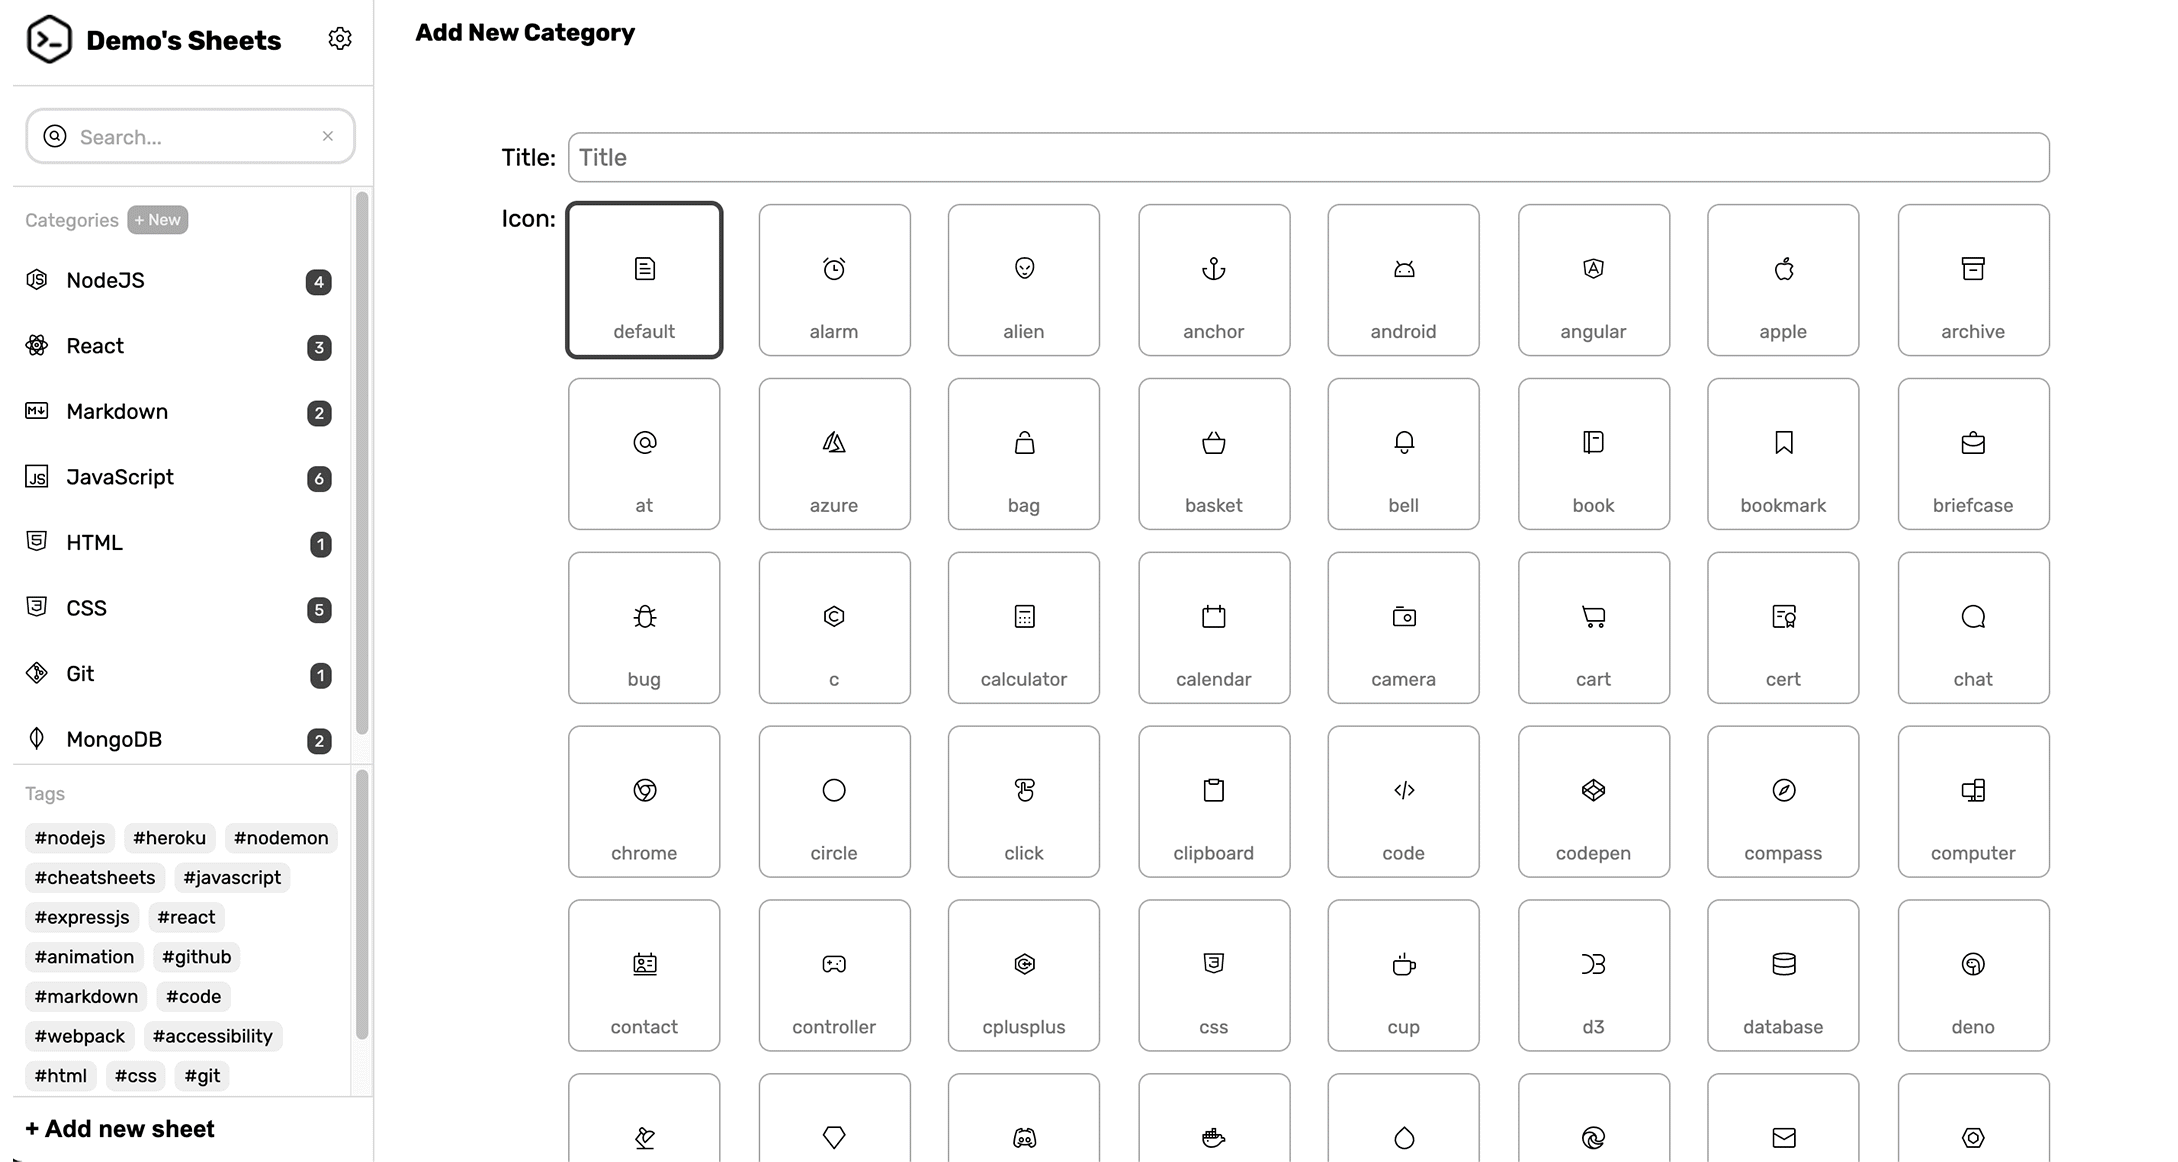 Demo's Sheets
Search...
Categories + New
NodeJS 4
React 3
Markdown 2
JavaScript 6
HTML 1
CSS 5
Git 1
MongoDB 2
Tags
#nodejs #heroku #nodemon
#cheatsheets #javascript
#expressjs #react
#animation #github
#markdown #code
#webpack #accessibility
#html #css #git
+ Add new sheet
Add New Category
Title: Title
Icon:
default alarm alien anchor android angular apple archive
at azure bag basket bell book bookmark briefcase
bug c calculator calendar camera cart cert chat
chrome circle click clipboard code codepen compass computer
contact controller cplusplus css cup d3 database deno